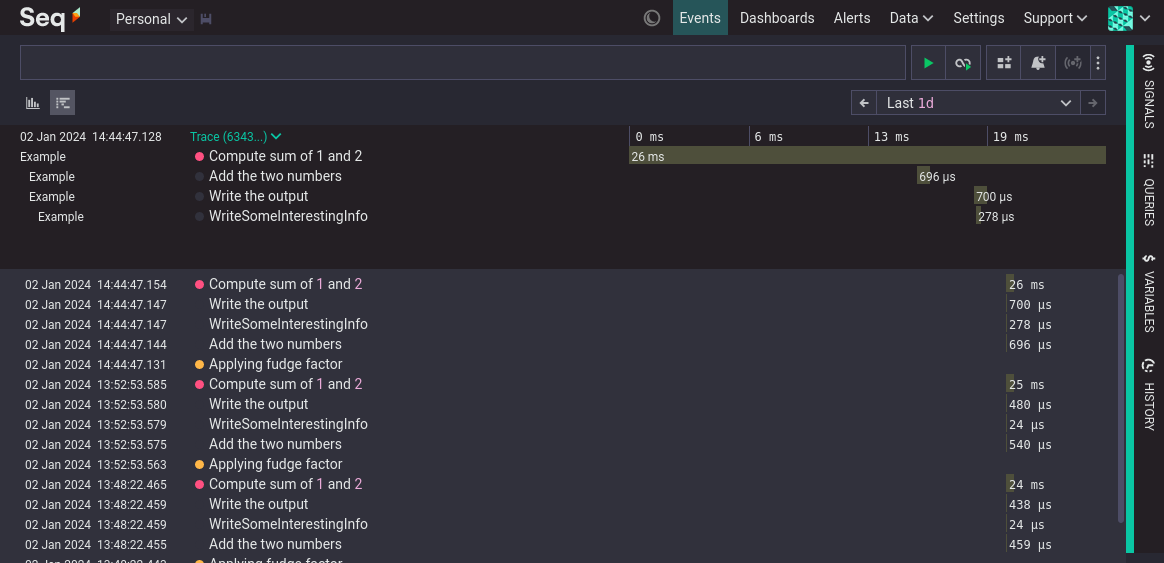 Seq
Personal
Events Dashboards Alerts Data Settings Support
Last 1d
02 Jan 2024 14:44:47.128 Trace (6343...) 0 ms 6 ms 13 ms 19 ms
Example Compute sum of 1 and 2 26 ms
Example Add the two numbers 696 µs
Example Write the output 700 µs
Example WriteSomeInterestingInfo 278 µs
02 Jan 2024 14:44:47.154 Compute sum of 1 and 2 26 ms
02 Jan 2024 14:44:47.147 Write the output 700 µs
02 Jan 2024 14:44:47.147 WriteSomeInterestingInfo 278 µs
02 Jan 2024 14:44:47.144 Add the two numbers 696 µs
02 Jan 2024 14:44:47.131 Applying fudge factor
02 Jan 2024 13:52:53.585 Compute sum of 1 and 2 25 ms
02 Jan 2024 13:52:53.580 Write the output 480 µs
02 Jan 2024 13:52:53.579 WriteSomeInterestingInfo 24 µs
02 Jan 2024 13:52:53.575 Add the two numbers 540 µs
02 Jan 2024 13:52:53.563 Applying fudge factor
02 Jan 2024 13:48:22.465 Compute sum of 1 and 2 24 ms
02 Jan 2024 13:48:22.459 Write the output 438 µs
02 Jan 2024 13:48:22.459 WriteSomeInterestingInfo 24 µs
02 Jan 2024 13:48:22.455 Add the two numbers 459 µs
Applying fudge factor
SIGNALS
QUERIES
VARIABLES
HISTORY